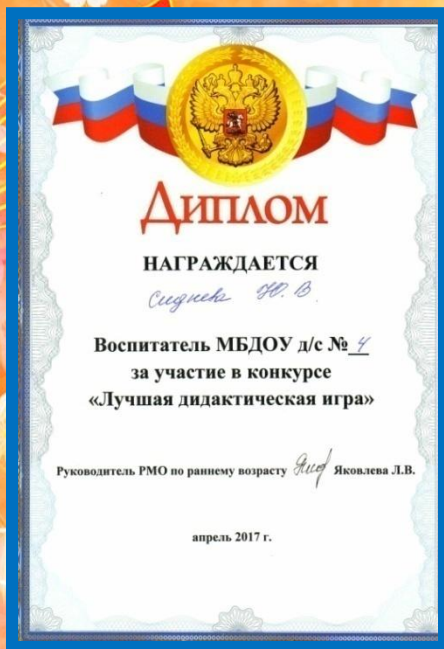 Диплом
НАГРАЖДАЕТСЯ
Сиднева Ю. В.
Воспитатель МБДОУ д/с № 4
за участие в конкурсе
«Лучшая дидактическая игра»
Руководитель РМО по раннему возрасту Яковлева Л.В.
апрель 2017 г.